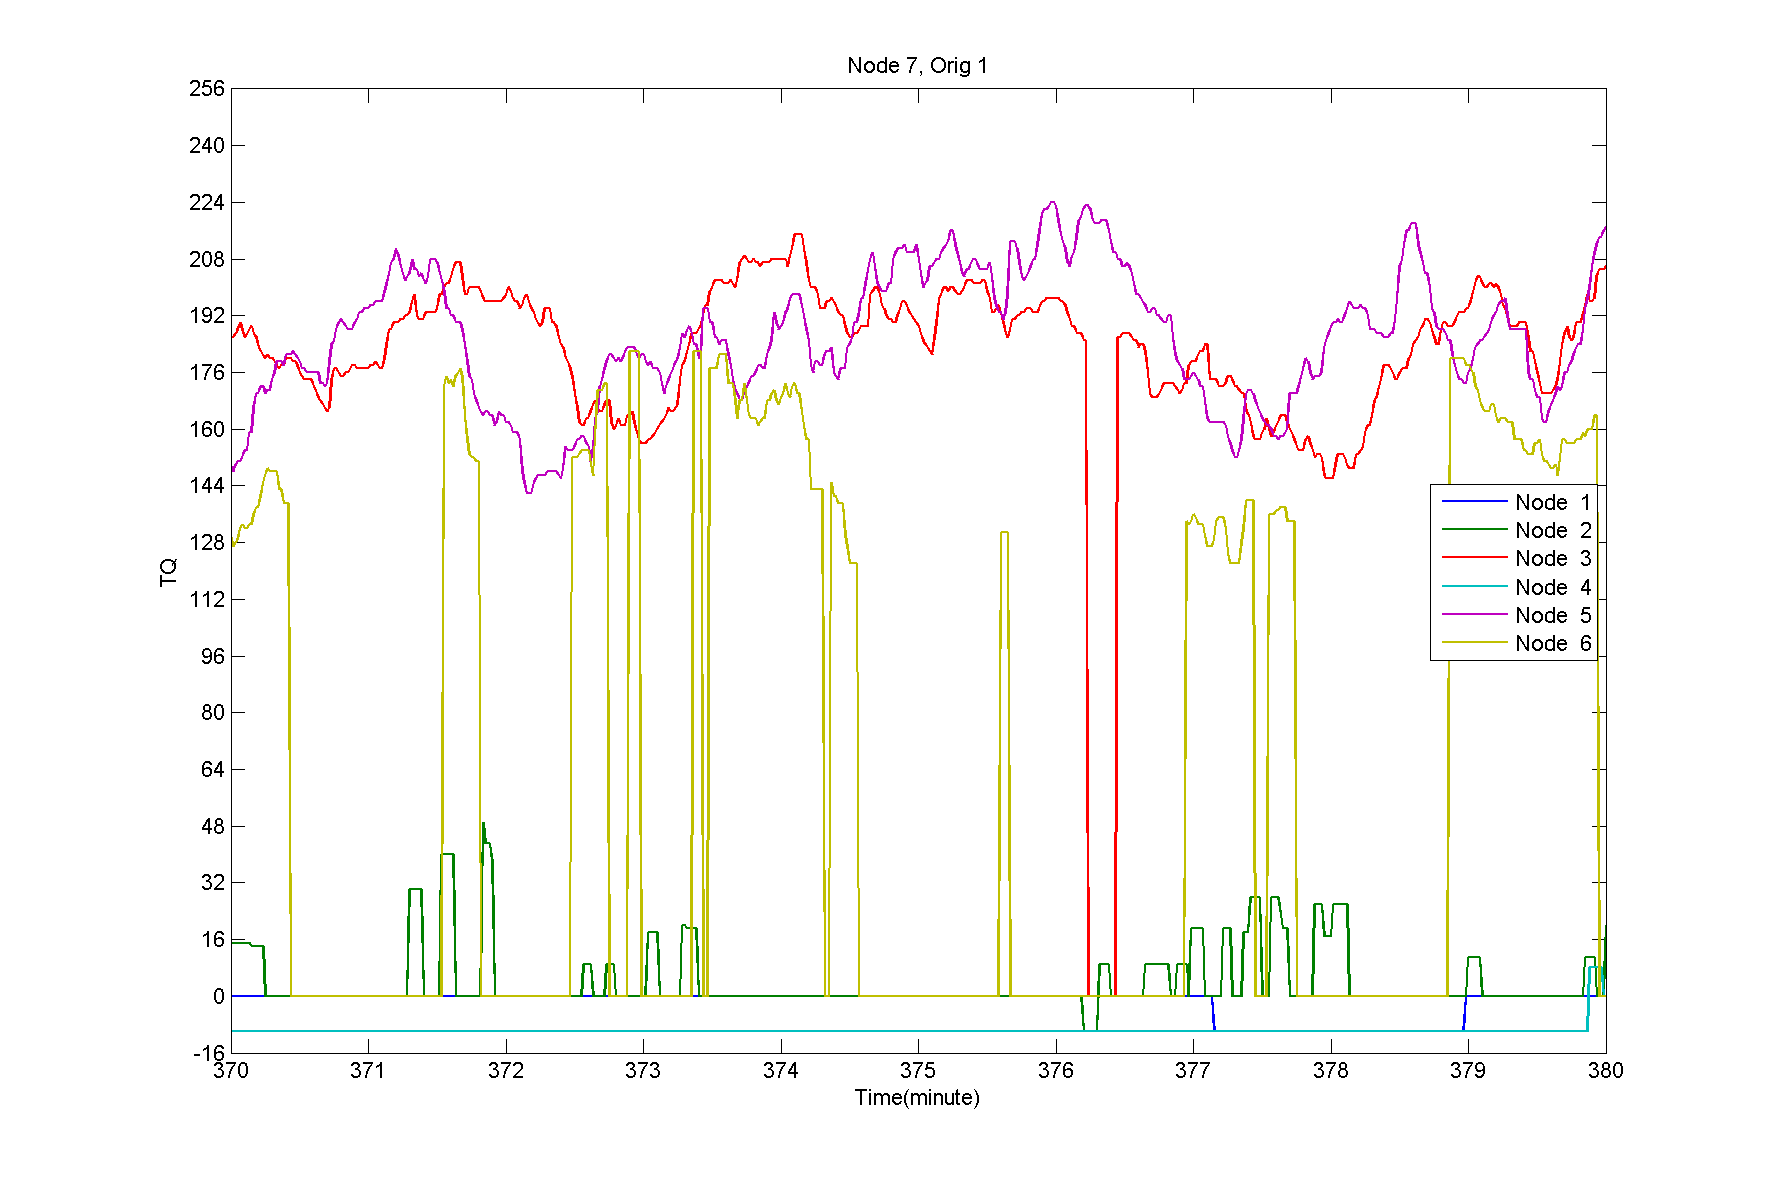 Node 7, Orig 1
256
240
224
208
192
176
160
144
128
112
96
80
64
48
32
16
0
-16
TQ
Node 1
Node 2
Node 3
Node 4
Node 5
Node 6
370 371 372 373 374 375 376 377 378 379 380
Time(minute)